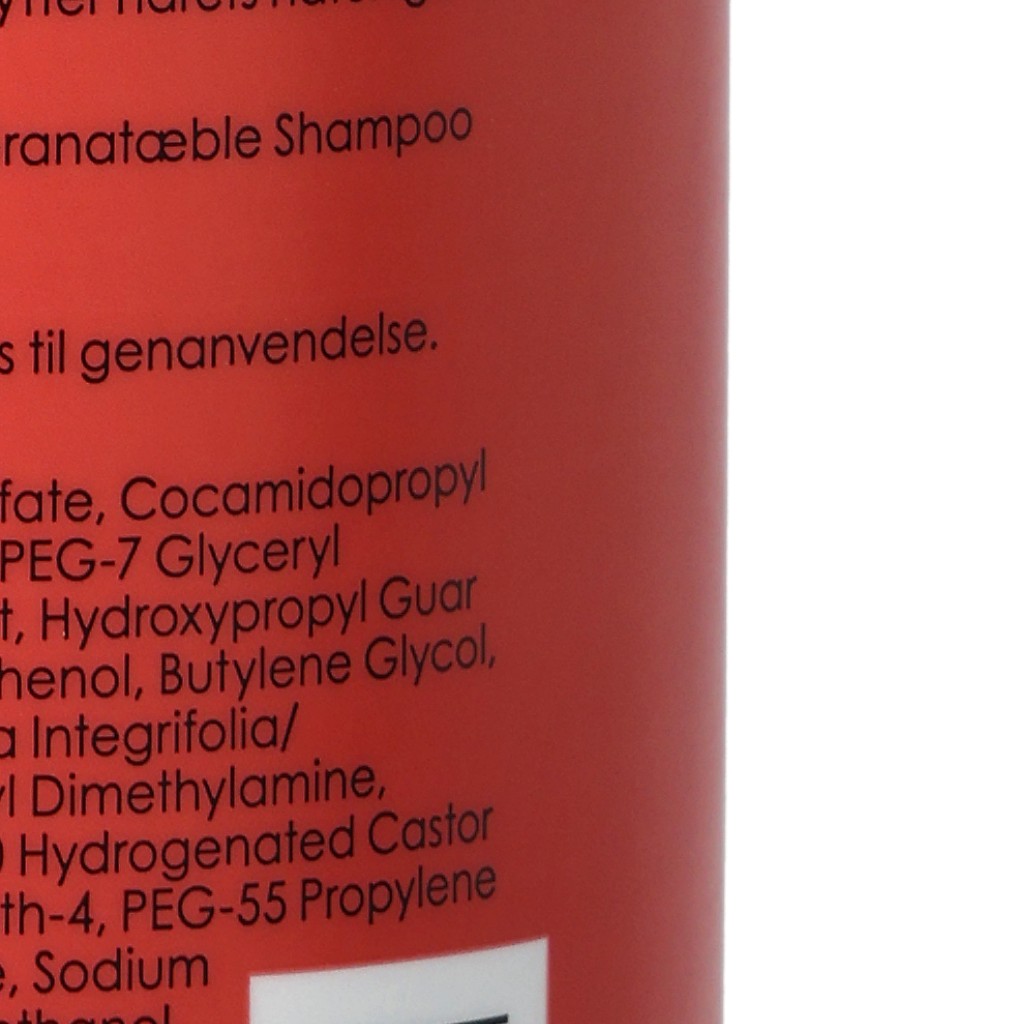 ranatæble Shampoo
s til genanvendelse.
fate, Cocamidopropyl
PEG-7 Glyceryl
t, Hydroxypropyl Guar
henol, Butylene Glycol,
a Integrifolia/
yl Dimethylamine,
Hydrogenated Castor
th-4, PEG-55 Propylene
e, Sodium